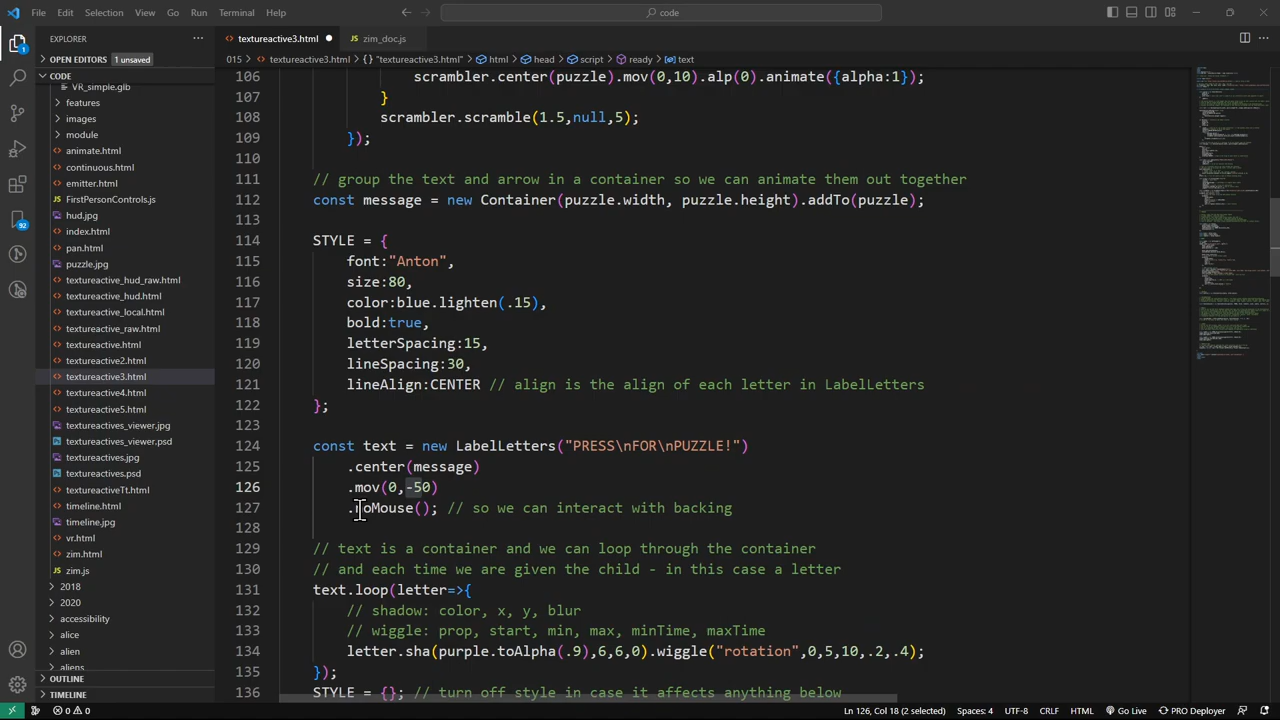 File Edit Selection View Go Run Terminal Help
code
EXPLORER
textureactive3.html
zim_doc.js
OPEN EDITORS 1 unsaved
015 > textureactive3.html > {} "textureactive3.html" > html > head > script > ready > text
CODE
VR_simple.glb
features
images
module
animate.html
continuous.html
emitter.html
FirstPersonControls.js
hud.jpg
index.html
pan.html
puzzle.jpg
textureactive_hud_raw.html
textureactive_hud.html
textureactive_local.html
textureactive_raw.html
textureactive.html
textureactive2.html
textureactive3.html
textureactive4.html
textureactive5.html
textureactives_viewer.jpg
textureactives_viewer.psd
textureactives.jpg
textureactives.psd
textureactiveTt.html
timeline.html
timeline.jpg
vr.html
zim.html
zim.js
2018
2020
accessibility
alice
alien
aliens
OUTLINE
TIMELINE
92
106 scrambler.center(puzzle).mov(0,10).alp(0).animate({alpha:1});
107 }
108 scrambler.scramble(1.5,null,5);
109 });
110
111 // group the text and button in a container so we can animate them out together
112 const message = new Container(puzzle.width, puzzle.height).addTo(puzzle);
113
114 STYLE = {
115 font:"Anton",
116 size:80,
117 color:blue.lighten(.15),
118 bold:true,
119 letterSpacing:15,
120 lineSpacing:30,
121 lineAlign:CENTER // align is the align of each letter in LabelLetters
122 };
123
124 const text = new LabelLetters("PRESS\nFOR\nPUZZLE!")
125 .center(message)
126 .mov(0,-50)
127 .noMouse(); // so we can interact with backing
128
129 // text is a container and we can loop through the container
130 // and each time we are given the child - in this case a letter
131 text.loop(letter=>{
132 // shadow: color, x, y, blur
133 // wiggle: prop, start, min, max, minTime, maxTime
134 letter.sha(purple.toAlpha(.9),6,6,0).wiggle("rotation",0,5,10,.2,.4);
135 });
136 STYLE = {}; // turn off style in case it affects anything below
0 0 Ln 126, Col 18 (2 selected) Spaces: 4 UTF-8 CRLF HTML Go Live PRO Deployer